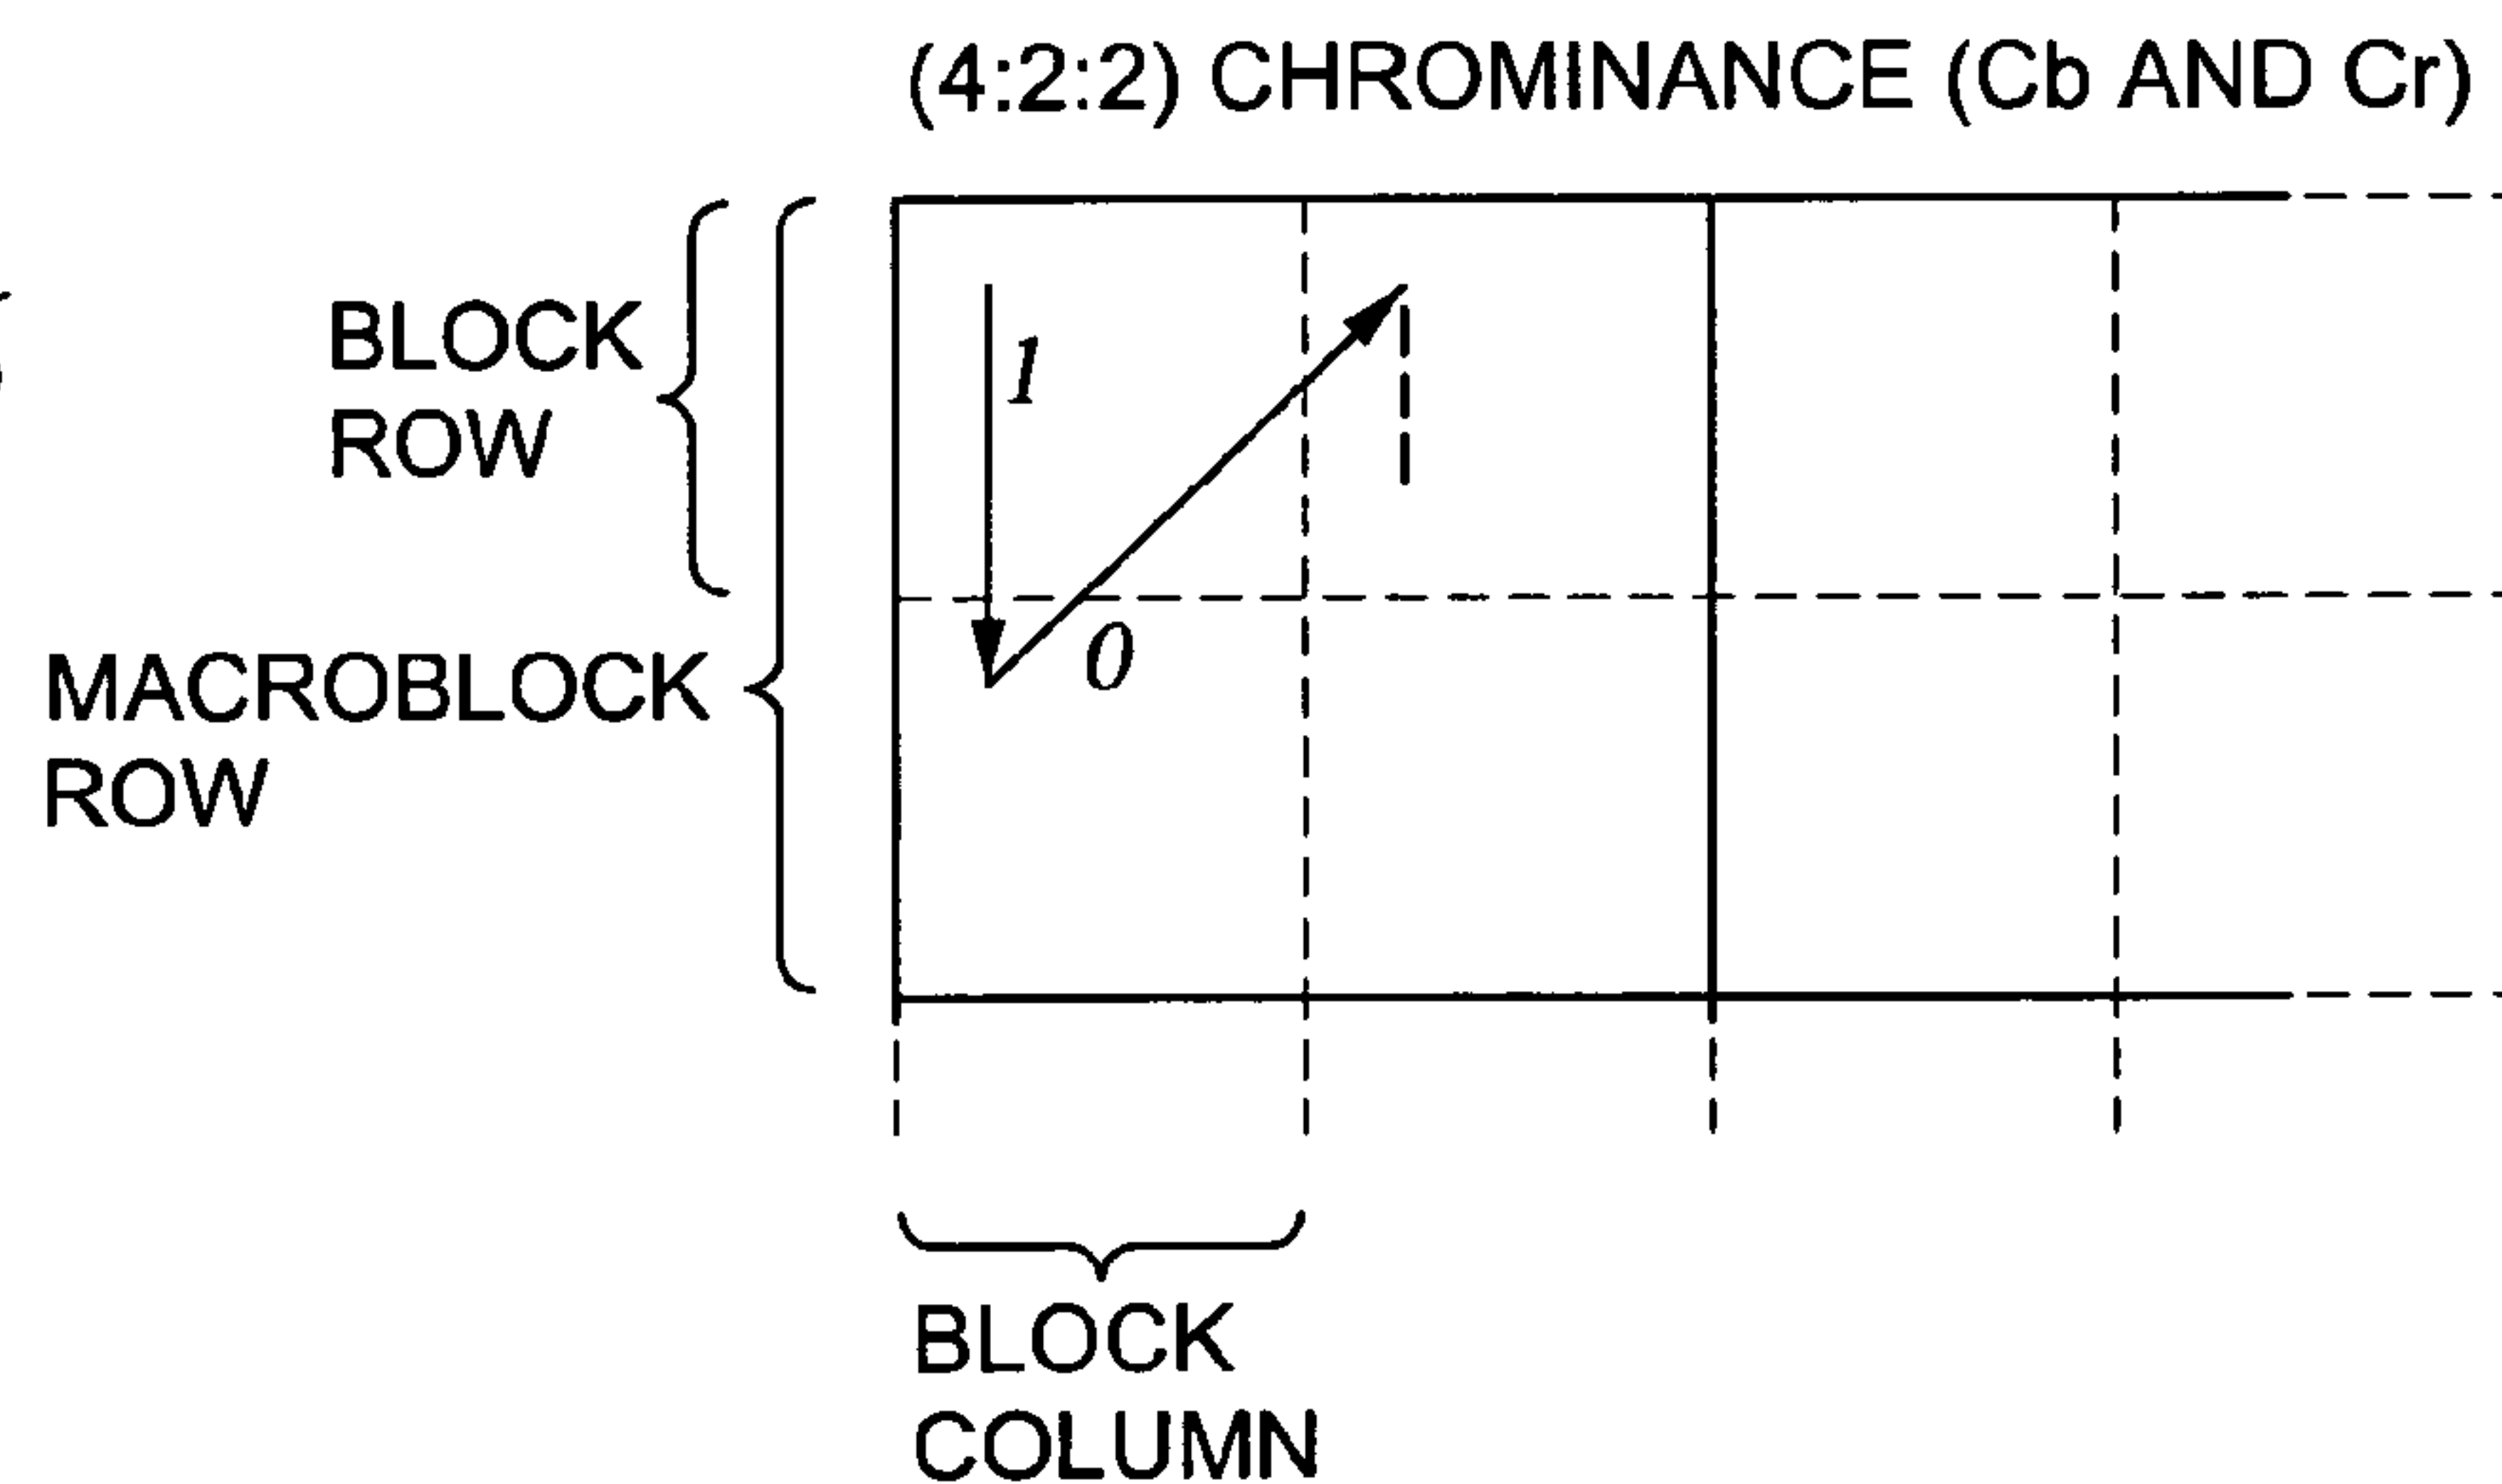 (4:2:2) CHROMINANCE (Cb AND Cr)
BLOCK
ROW
1
0
MACROBLOCK
ROW
BLOCK
COLUMN